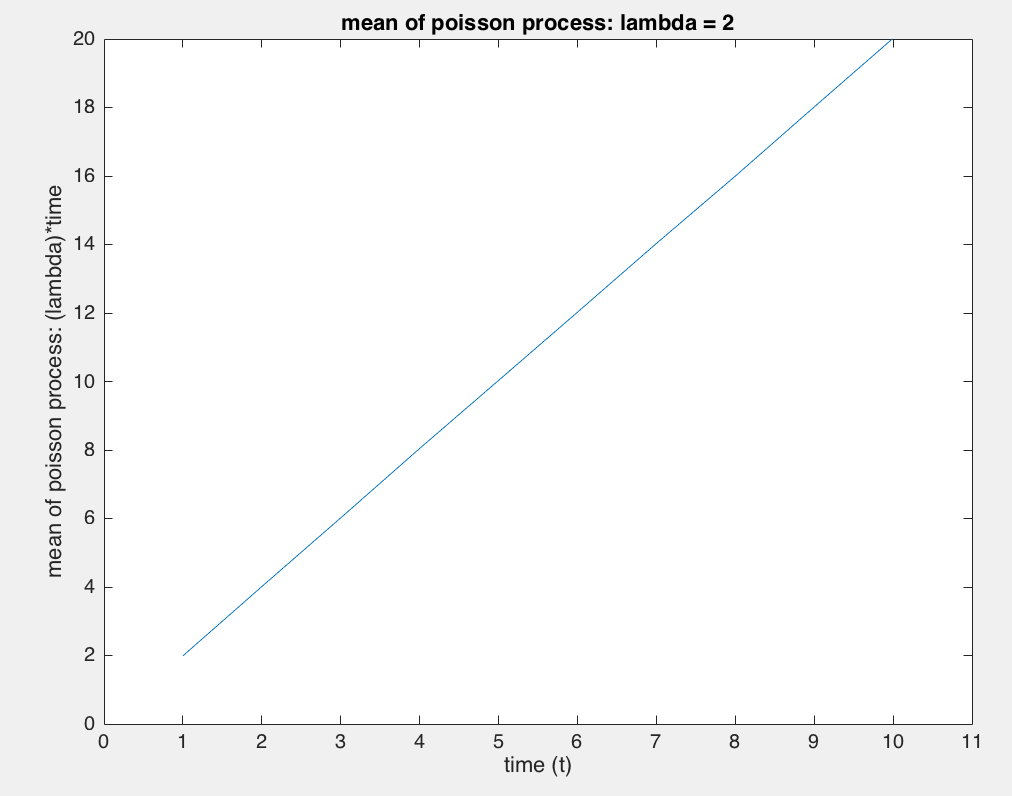 mean of poisson process: lambda = 2
mean of poisson process: (lambda)*time
20
18
16
14
12
10
8
6
4
2
0
0 1 2 3 4 5 6 7 8 9 10 11
time (t)